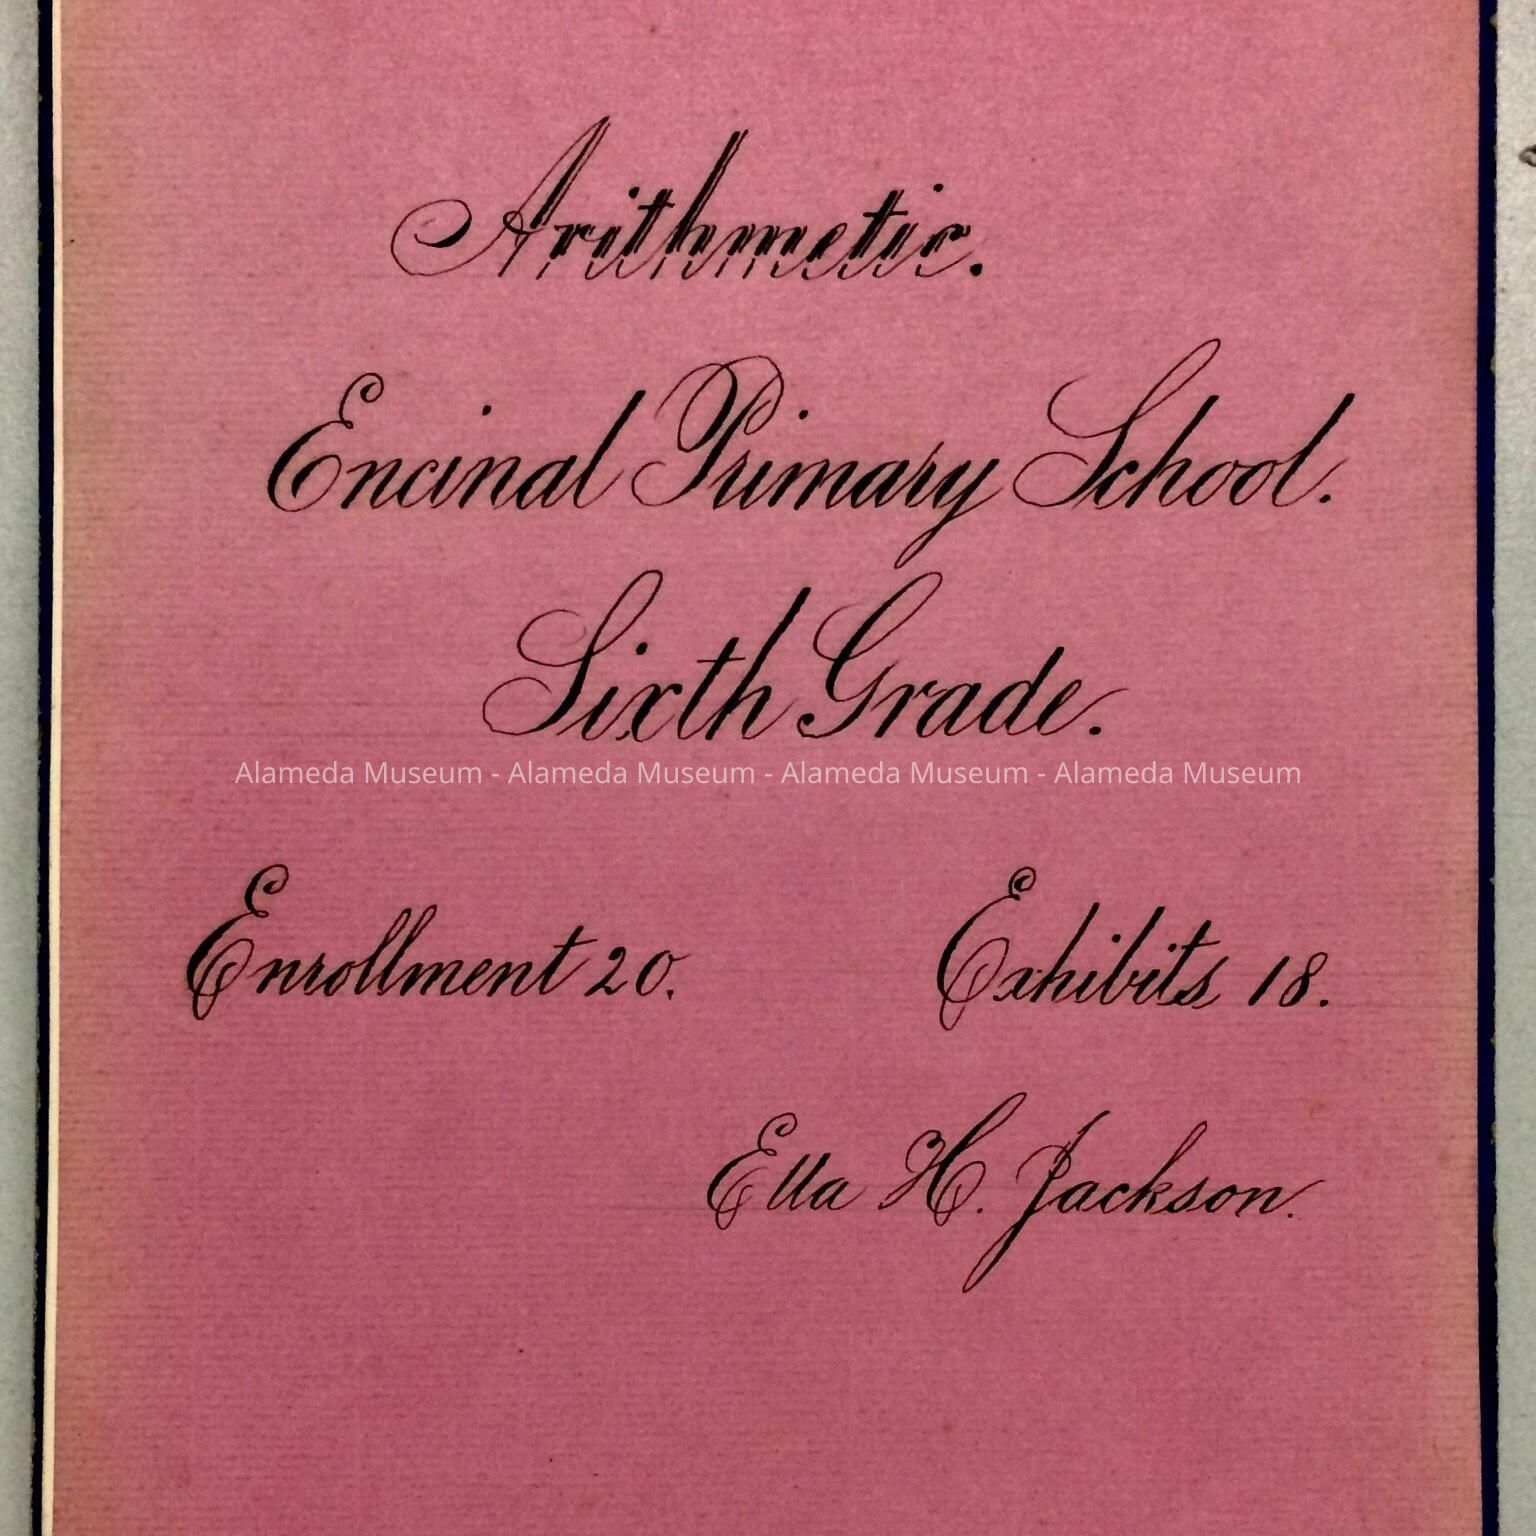 Arithmetic.
Encinal Primary School.
Sixth Grade.
Alameda Museum - Alameda Museum - Alameda Museum - Alameda Museum
Enrollment 20. Exhibits 18.
Ella H. Jackson.